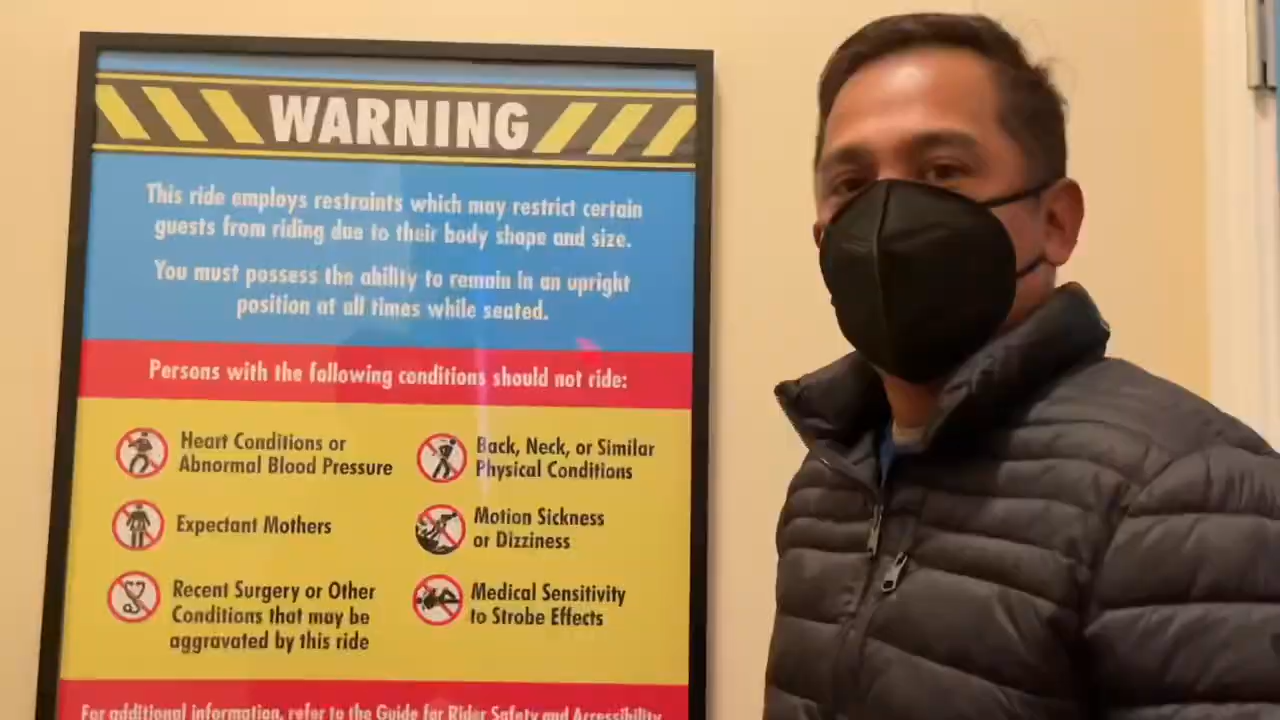 WARNING
This ride employs restraints which may restrict certain
guests from riding due to their body shape and size.
You must possess the ability to remain in an upright
position at all times while seated.
Persons with the following conditions should not ride:
Heart Conditions or
Abnormal Blood Pressure
Back, Neck, or Similar
Physical Conditions
Expectant Mothers
Motion Sickness
or Dizziness
Recent Surgery or Other
Conditions that may be
aggravated by this ride
Medical Sensitivity
to Strobe Effects
For additional information, refer to the Guide for Rider Safety and Accessibility